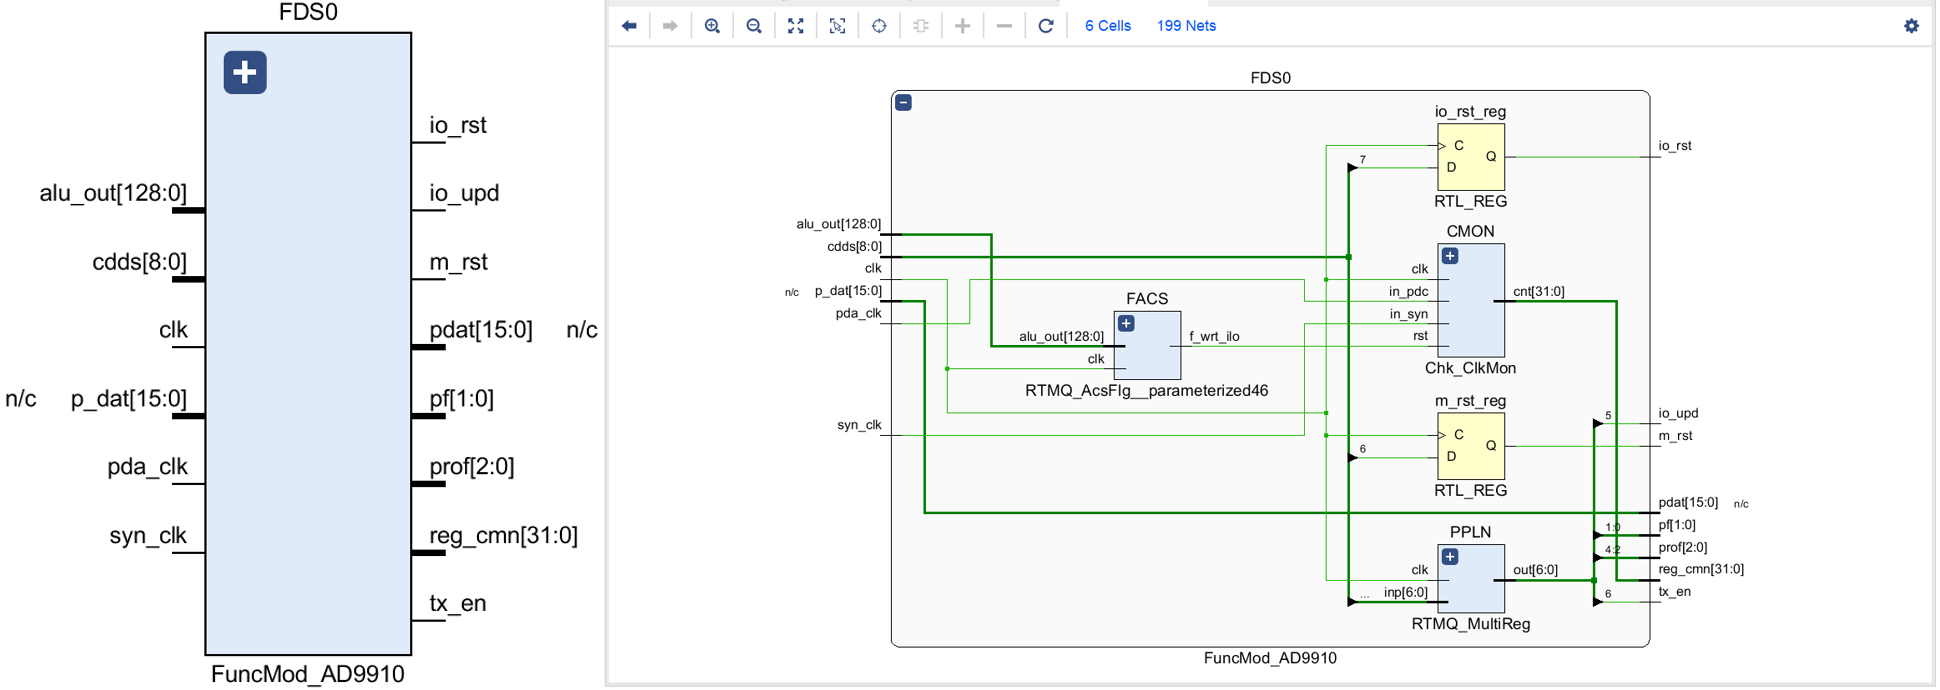 FDS0
io_rst
alu_out[128:0]
io_upd
cdds[8:0]
m_rst
clk
pdat[15:0] n/c
n/c p_dat[15:0]
pf[1:0]
pda_clk
prof[2:0]
syn_clk
reg_cmn[31:0]
tx_en
FuncMod_AD9910
6 Cells 199 Nets
FDS0
io_rst_reg
C
Q
D
7
RTL_REG
io_rst
alu_out[128:0]
cdds[8:0]
clk
n/c p_dat[15:0]
pda_clk
syn_clk
FACS
alu_out[128:0]
f_wrt_ilo
clk
RTMQ_AcsFlg__parameterized46
CMON
clk
in_pdc
cnt[31:0]
in_syn
rst
Chk_ClkMon
m_rst_reg
C
Q
D
6
RTL_REG
PPLN
clk
out[6:0]
... inp[6:0]
RTMQ_MultiReg
5 io_upd
m_rst
pdat[15:0] n/c
1:0 pf[1:0]
4:2 prof[2:0]
reg_cmn[31:0]
6 tx_en
FuncMod_AD9910